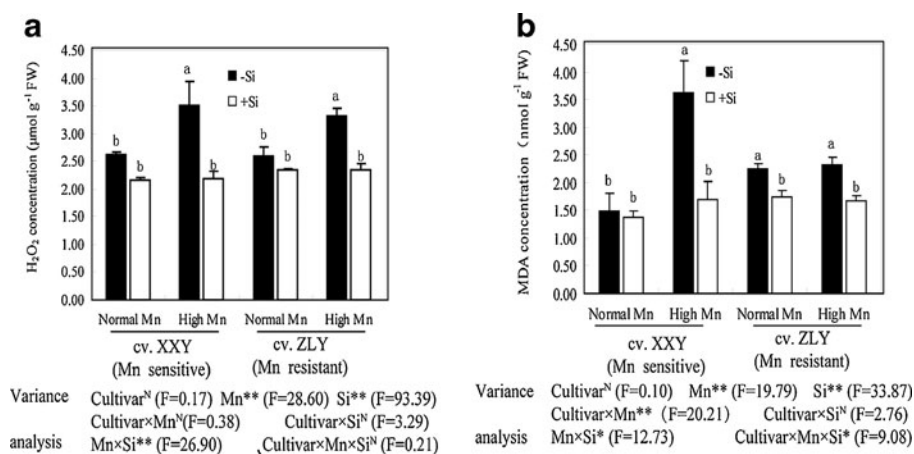 a
H₂O₂ concentration (μmol g⁻¹ FW)
4.50
4.00
3.50
3.00
2.50
2.00
1.50
1.00
0.50
0.00
-Si
+Si
b
b
a
b
b
b
a
b
Normal Mn High Mn Normal Mn High Mn
cv. XXY cv. ZLY
(Mn sensitive) (Mn resistant)
Variance Cultivarᴺ (F=0.17) Mn** (F=28.60) Si** (F=93.39)
Cultivar×Mnᴺ(F=0.38) Cultivar×Siᴺ (F=3.29)
analysis Mn×Si** (F=26.90) Cultivar×Mn×Siᴺ (F=0.21)
b
MDA concentration (nmol g⁻¹ FW)
4.50
4.00
3.50
3.00
2.50
2.00
1.50
1.00
0.50
0.00
-Si
+Si
b
b
a
b
a
b
a
b
Normal Mn High Mn Normal Mn High Mn
cv. XXY cv. ZLY
(Mn sensitive) (Mn resistant)
Variance Cultivarᴺ (F=0.10) Mn** (F=19.79) Si** (F=33.87)
Cultivar×Mn** (F=20.21) Cultivar×Siᴺ (F=2.76)
analysis Mn×Si* (F=12.73) Cultivar×Mn×Si* (F=9.08)